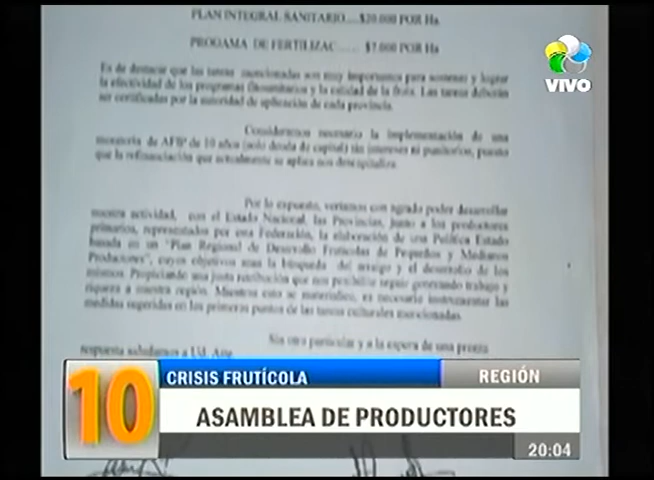 PLAN INTEGRAL SANITARIO....$20.000 POR Ha
PROGAMA DE FERTILIZAC...... $7.000 POR Ha
Es de destacar que las tareas mencionadas son muy importantes para sostener y lograr
la efectividad de los programas fitosanitarios y la calidad de la fruta. Las tareas deberán
ser certificadas por la autoridad de aplicación de cada provincia.
VIVO
Consideramos necesario la implementación de una
moratoria de AFIP de 10 años (solo deuda de capital) sin intereses ni punitorios, puesto
que la refinanciación que actualmente se aplica nos descapitaliza.
Por lo expuesto, veríamos con agrado poder desarrollar
nuestra actividad, con el Estado Nacional, las Provincias, junto a los productores
primarios, representados por esta Federación, la elaboración de una Política Estado
basada en un "Plan Regional de Desarrollo Frutícolas de Pequeños y Medianos
Productores", cuyos objetivos sean la búsqueda del arraigo y el desarrollo de los
mismos. Propiciando una justa retribución que nos posibilite seguir generando trabajo y
riqueza a nuestra región. Mientras esto se materialice, es necesario instrumentar las
medidas sugeridas en los primeros puntos de las tareas culturales mencionadas.
Sin otra particular y a la espera de una pronta
respuesta saludamos a Ud. Atte.
10
CRISIS FRUTÍCOLA
REGIÓN
ASAMBLEA DE PRODUCTORES
20:04